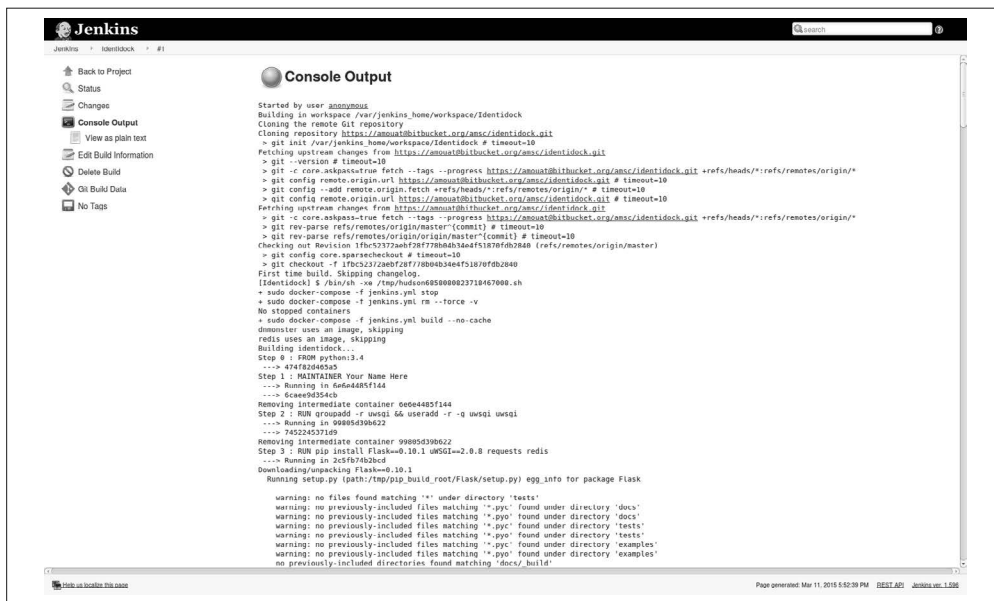 Jenkins
search
Jenkins › Identidock › #1
Back to Project
Status
Changes
Console Output
View as plain text
Edit Build Information
Delete Build
Git Build Data
No Tags
Console Output
Started by user anonymous
Building in workspace /var/jenkins_home/workspace/Identidock
Cloning the remote Git repository
Cloning repository https://amouat@bitbucket.org/amsc/identidock.git
> git init /var/jenkins_home/workspace/Identidock # timeout=10
Fetching upstream changes from https://amouat@bitbucket.org/amsc/identidock.git
> git --version # timeout=10
> git -c core.askpass=true fetch --tags --progress https://amouat@bitbucket.org/amsc/identidock.git +refs/heads/*:refs/remotes/origin/*
> git config remote.origin.url https://amouat@bitbucket.org/amsc/identidock.git # timeout=10
> git config --add remote.origin.fetch +refs/heads/*:refs/remotes/origin/* # timeout=10
> git config remote.origin.url https://amouat@bitbucket.org/amsc/identidock.git # timeout=10
Fetching upstream changes from https://amouat@bitbucket.org/amsc/identidock.git
> git -c core.askpass=true fetch --tags --progress https://amouat@bitbucket.org/amsc/identidock.git +refs/heads/*:refs/remotes/origin/*
> git rev-parse refs/remotes/origin/master^{commit} # timeout=10
> git rev-parse refs/remotes/origin/origin/master^{commit} # timeout=10
Checking out Revision 1fbc52372aebf28f778b04b34e4f51870fdb2840 (refs/remotes/origin/master)
> git config core.sparsecheckout # timeout=10
> git checkout -f 1fbc52372aebf28f778b04b34e4f51870fdb2840
First time build. Skipping changelog.
[Identidock] $ /bin/sh -xe /tmp/hudson6058080823718467008.sh
+ sudo docker-compose -f jenkins.yml stop
+ sudo docker-compose -f jenkins.yml rm --force -v
No stopped containers
+ sudo docker-compose -f jenkins.yml build --no-cache
dnmonster uses an image, skipping
redis uses an image, skipping
Building identidock...
Step 0 : FROM python:3.4
---> 474f82d465a5
Step 1 : MAINTAINER Your Name Here
---> Running in 6e6e4485f144
---> 6caee9d354cb
Removing intermediate container 6e6e4485f144
Step 2 : RUN groupadd -r uwsgi && useradd -r -g uwsgi uwsgi
---> Running in 99805d39b622
---> 7452245371d9
Removing intermediate container 99805d39b622
Step 3 : RUN pip install Flask==0.10.1 uWSGI==2.0.8 requests redis
---> Running in 2c5fb74b2bcd
Downloading/unpacking Flask==0.10.1
Running setup.py (path:/tmp/pip_build_root/Flask/setup.py) egg_info for package Flask
warning: no files found matching '*' under directory 'tests'
warning: no previously-included files matching '*.pyc' found under directory 'docs'
warning: no previously-included files matching '*.pyo' found under directory 'docs'
warning: no previously-included files matching '*.pyc' found under directory 'tests'
warning: no previously-included files matching '*.pyo' found under directory 'tests'
warning: no previously-included files matching '*.pyc' found under directory 'examples'
warning: no previously-included files matching '*.pyo' found under directory 'examples'
no previously-included directories found matching 'docs/_build'
Help us localize this page
Page generated: Mar 11, 2015 5:52:39 PM REST API Jenkins ver. 1.596